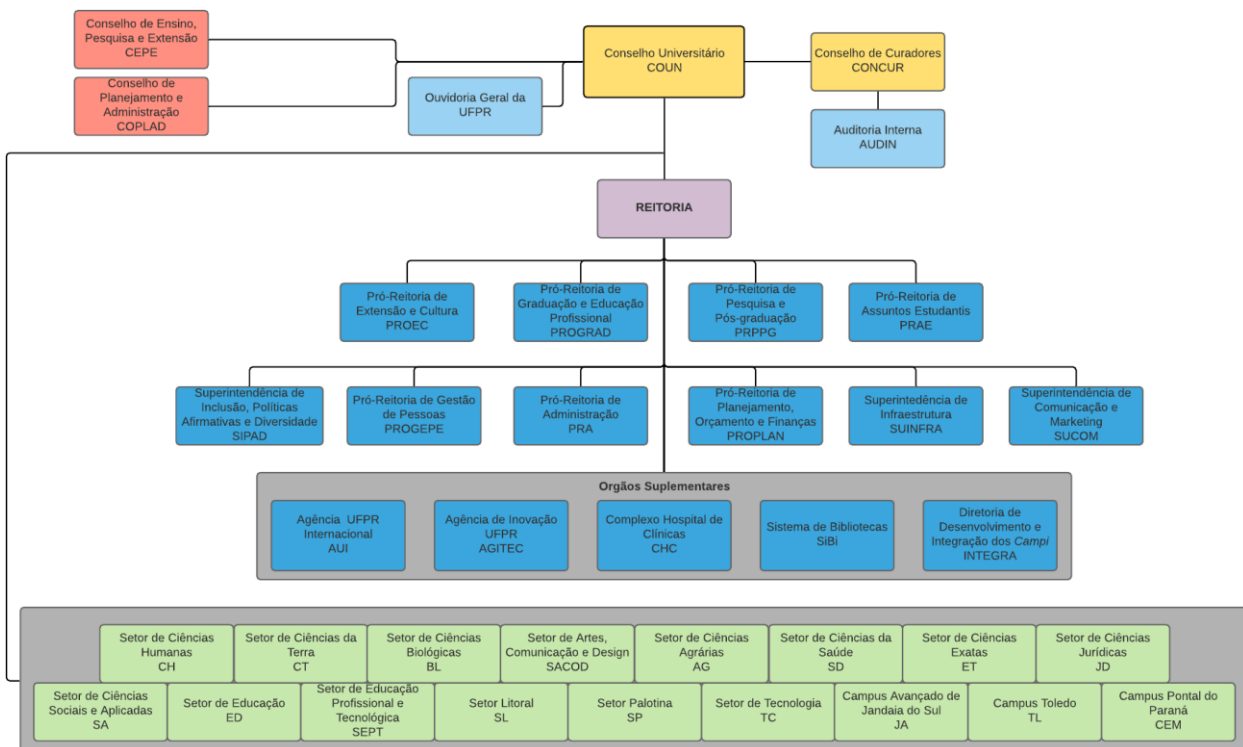 Conselho de Ensino,
Pesquisa e Extensão
CEPE
Conselho Universitário
COUN
Conselho de Curadores
CONCUR
Conselho de
Planejamento e
Administração
COPLAD
Ouvidoria Geral da
UFPR
Auditoria Interna
AUDIN
REITORIA
Pró-Reitoria de
Extensão e Cultura
PROEC
Pró-Reitoria de
Graduação e Educação
Profissional
PROGRAD
Pró-Reitoria de
Pesquisa e
Pós-graduação
PRPPG
Pró-Reitoria de
Assuntos Estudantis
PRAE
Superintendência de
Inclusão, Políticas
Afirmativas e Diversidade
SIPAD
Pró-Reitoria de Gestão
de Pessoas
PROGEPE
Pró-Reitoria de
Administração
PRA
Pró-Reitoria de
Planejamento,
Orçamento e Finanças
PROPLAN
Superintedência de
Infraestrutura
SUINFRA
Superintendência de
Comunicação e
Marketing
SUCOM
Orgãos Suplementares
Agência UFPR
Internacional
AUI
Agência de Inovação
UFPR
AGITEC
Complexo Hospital de
Clínicas
CHC
Sistema de Bibliotecas
SiBi
Diretoria de
Desenvolvimento e
Integração dos Campi
INTEGRA
Setor de Ciências
Humanas
CH
Setor de Ciências da
Terra
CT
Setor de Ciências
Biológicas
BL
Setor de Artes,
Comunicação e Design
SACOD
Setor de Ciências
Agrárias
AG
Setor de Ciências da
Saúde
SD
Setor de Ciências
Exatas
ET
Setor de Ciências
Jurídicas
JD
Setor de Ciências
Sociais e Aplicadas
SA
Setor de Educação
ED
Setor de Educação
Profissional e
Tecnológica
SEPT
Setor Litoral
SL
Setor Palotina
SP
Setor de Tecnologia
TC
Campus Avançado de
Jandaia do Sul
JA
Campus Toledo
TL
Campus Pontal do
Paraná
CEM